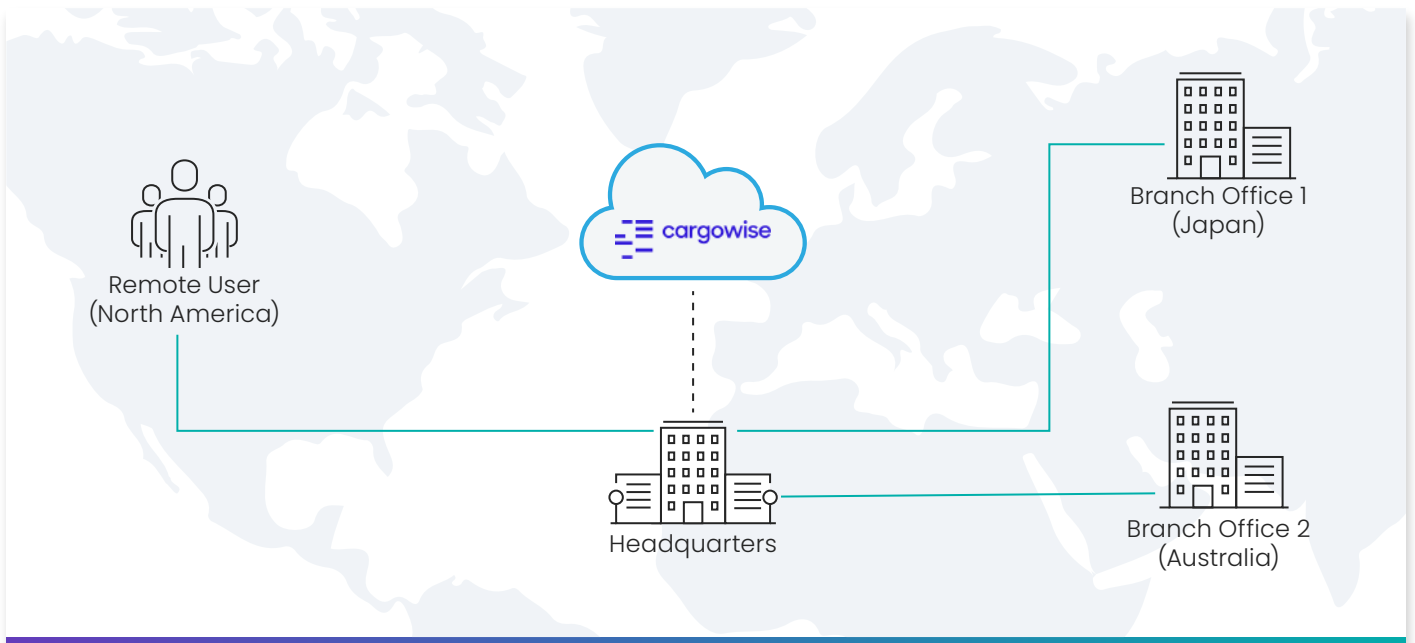 Branch Office 1
(Japan)
cargowise
Remote User
(North America)
Headquarters
Branch Office 2
(Australia)